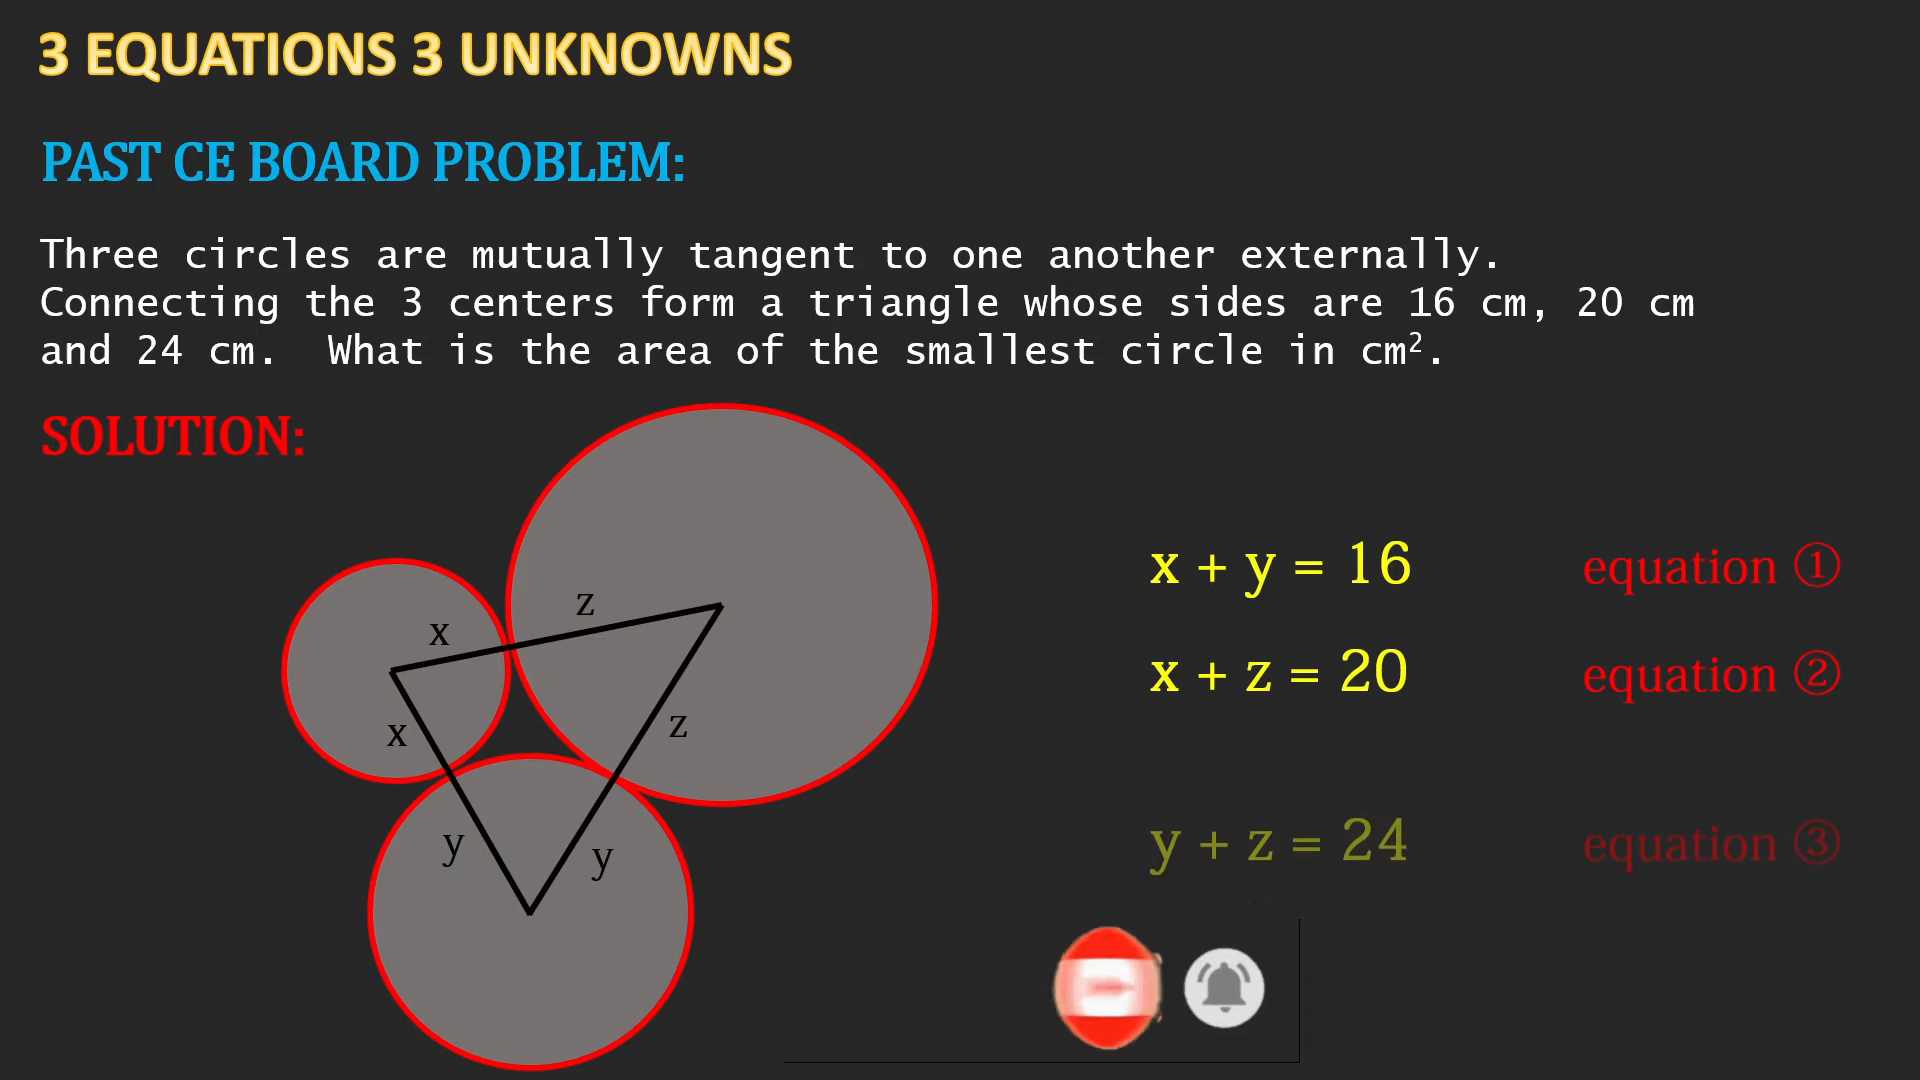 3 EQUATIONS 3 UNKNOWNS
PAST CE BOARD PROBLEM:
Three circles are mutually tangent to one another externally.
Connecting the 3 centers form a triangle whose sides are 16 cm, 20 cm
and 24 cm. What is the area of the smallest circle in cm².
SOLUTION:
x + y = 16 equation ①
z
x
x + z = 20 equation ②
z
x
y + z = 24 equation ③
y
y